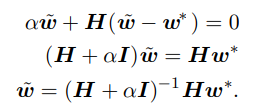 αw̃ + H(w̃ − w*) = 0
(H + αI)w̃ = Hw*
w̃ = (H + αI)⁻¹Hw*.